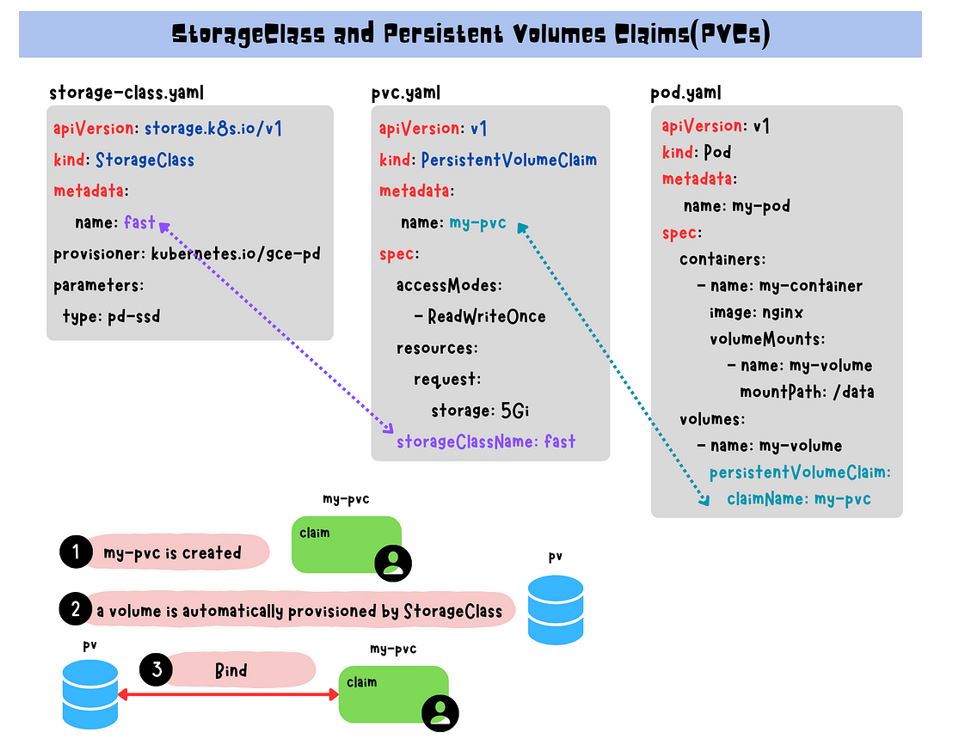 StorageClass and Persistent Volumes Claims(PVCs)
storage-class.yaml
apiVersion: storage.k8s.io/v1
kind: StorageClass
metadata:
name: fast
provisioner: kubernetes.io/gce-pd
parameters:
type: pd-ssd
pvc.yaml
apiVersion: v1
kind: PersistentVolumeClaim
metadata:
name: my-pvc
spec:
accessModes:
- ReadWriteOnce
resources:
request:
storage: 5Gi
storageClassName: fast
pod.yaml
apiVersion: v1
kind: Pod
metadata:
name: my-pod
spec:
containers:
- name: my-container
image: nginx
volumeMounts:
- name: my-volume
mountPath: /data
volumes:
- name: my-volume
persistentVolumeClaim:
claimName: my-pvc
my-pvc
claim
1 my-pvc is created
pv
2 a volume is automatically provisioned by StorageClass
pv
3 Bind
my-pvc
claim